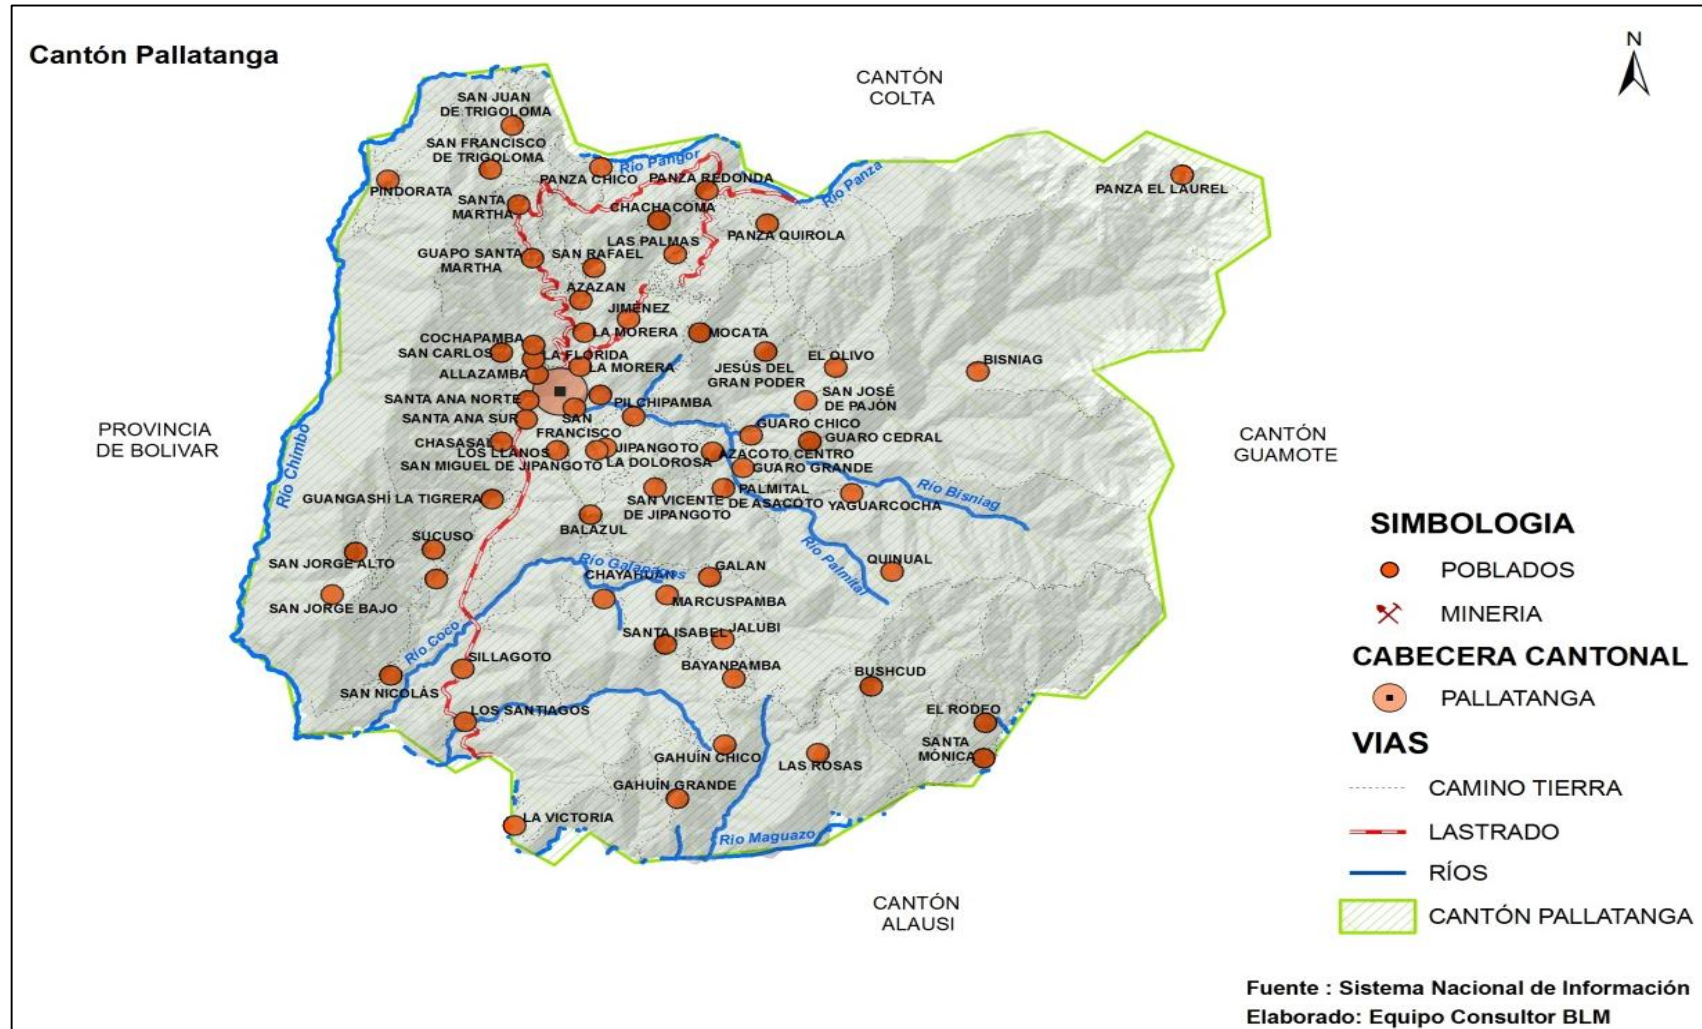 Cantón Pallatanga
N
CANTÓN
COLTA
SAN JUAN
DE TRIGOLOMA
SAN FRANCISCO
DE TRIGOLOMA
PINDORATA
PANZA CHICO
Río Pangor
PANZA REDONDA
Río Panza
PANZA EL LAUREL
SANTA
MARTHA
CHACHACOMA
PANZA QUIROLA
LAS PALMAS
GUAPO SANTA
MARTHA
SAN RAFAEL
AZAZAN
JIMENEZ
LA MORERA
MOCATA
COCHAPAMBA
SAN CARLOS
LA FLORIDA
LA MORERA
ALLAZAMBA
JESÚS DEL
GRAN PODER
EL OLIVO
BISNIAG
SANTA ANA NORTE
PILCHIPAMBA
SAN JOSÉ
DE PAJÓN
SANTA ANA SUR
SAN
FRANCISCO
GUARO CHICO
GUARO CEDRAL
PROVINCIA
DE BOLIVAR
CANTÓN
GUAMOTE
Río Chimbo
CHASASAL
LOS LLANOS
JIPANGOTO
AZACOTO CENTRO
SAN MIGUEL DE JIPANGOTO
LA DOLOROSA
GUARO GRANDE
GUANGASHÍ LA TIGRERA
SAN VICENTE
DE JIPANGOTO
PALMITAL
DE ASACOTO
YAGUARCOCHA
Río Bisniag
BALAZUL
SUCUSO
SAN JORGE ALTO
Río Galapagos
CHAYAHUAN
GALAN
Río Palmital
QUINUAL
SAN JORGE BAJO
MARCUSPAMBA
Río Coco
SANTA ISABEL
JALUBI
SILLAGOTO
BAYANPAMBA
BUSHCUD
SAN NICOLÁS
LOS SANTIAGOS
EL RODEO
SANTA
MÓNICA
GAHUÍN CHICO
LAS ROSAS
GAHUÍN GRANDE
LA VICTORIA
Río Maguazo
CANTÓN
ALAUSI
SIMBOLOGIA
POBLADOS
MINERIA
CABECERA CANTONAL
PALLATANGA
VIAS
CAMINO TIERRA
LASTRADO
RÍOS
CANTÓN PALLATANGA
Fuente : Sistema Nacional de Información
Elaborado: Equipo Consultor BLM